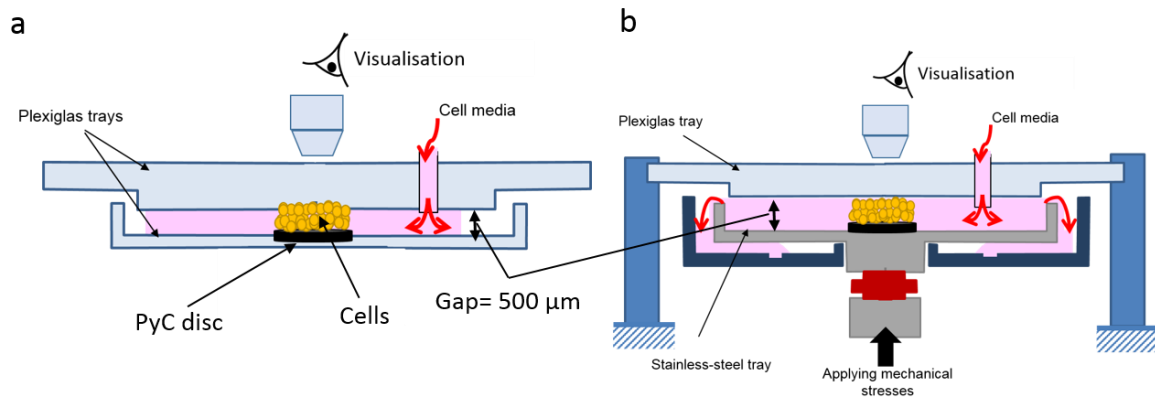 a
Visualisation
Plexiglas trays
Cell media
PyC disc
Cells
Gap= 500 µm
b
Visualisation
Plexiglas tray
Cell media
Stainless-steel tray
Applying mechanical
stresses